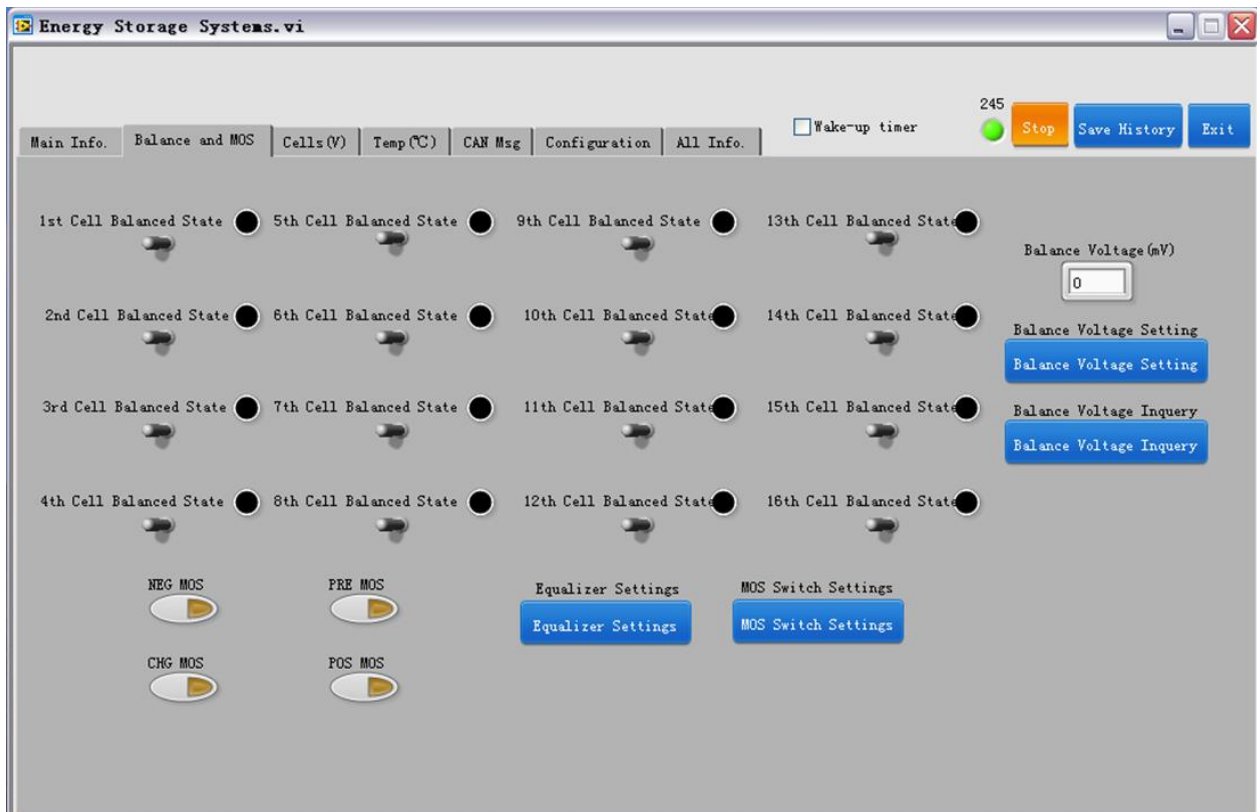 Energy Storage Systems.vi
245
Wake-up timer
Stop
Save History
Exit
Main Info.
Balance and MOS
Cells(V)
Temp(℃)
CAN Msg
Configuration
All Info.
1st Cell Balanced State
5th Cell Balanced State
9th Cell Balanced State
13th Cell Balanced State
Balance Voltage(mV)
0
2nd Cell Balanced State
6th Cell Balanced State
10th Cell Balanced State
14th Cell Balanced State
Balance Voltage Setting
Balance Voltage Setting
3rd Cell Balanced State
7th Cell Balanced State
11th Cell Balanced State
15th Cell Balanced State
Balance Voltage Inquery
Balance Voltage Inquery
4th Cell Balanced State
8th Cell Balanced State
12th Cell Balanced State
16th Cell Balanced State
NEG MOS
PRE MOS
Equalizer Settings
MOS Switch Settings
Equalizer Settings
MOS Switch Settings
CHG MOS
POS MOS